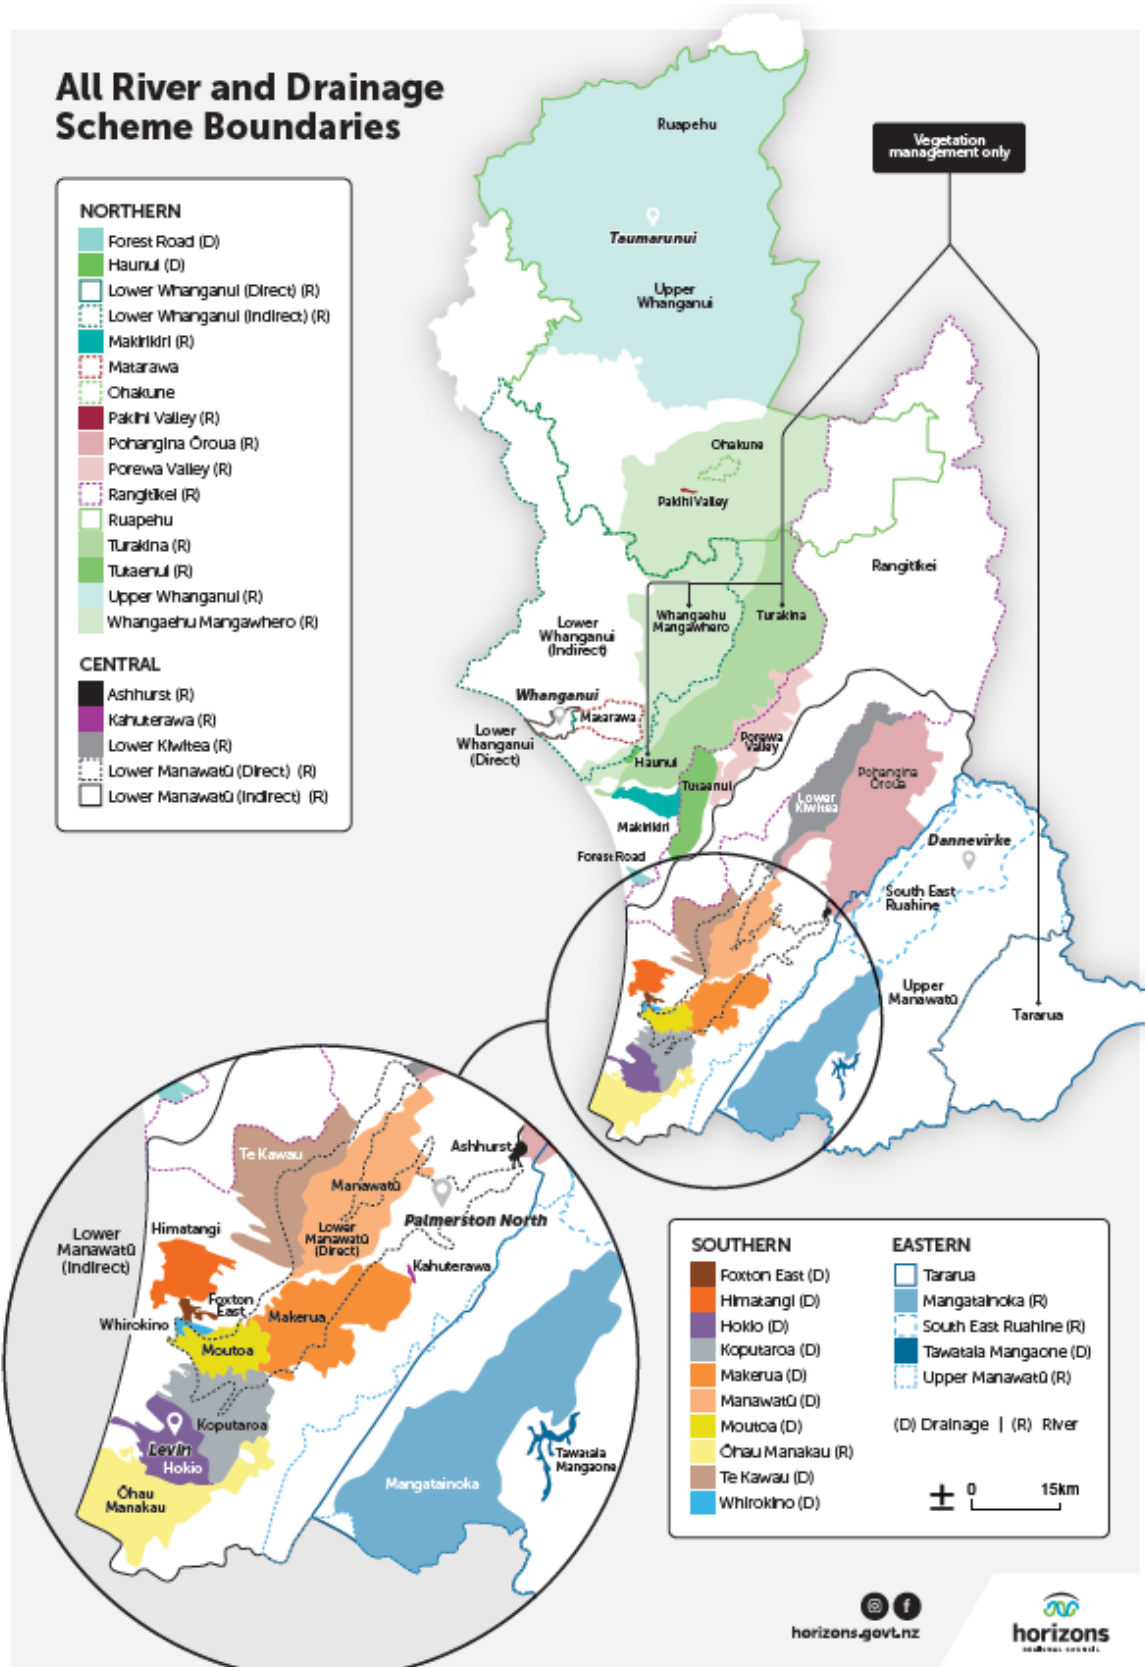 All River and Drainage
Scheme Boundaries
NORTHERN
Forest Road (D)
Haunui (D)
Lower Whanganui (Direct) (R)
Lower Whanganui (Indirect) (R)
Makirikiri (R)
Matarawa
Ohakune
Pakihi Valley (R)
Pohangina Ōroua (R)
Porewa Valley (R)
Rangitīkei (R)
Ruapehu
Turakina (R)
Tutaenui (R)
Upper Whanganui (R)
Whangaehu Mangawhero (R)
CENTRAL
Ashhurst (R)
Kahuterawa (R)
Lower Kiwitea (R)
Lower Manawatū (Direct) (R)
Lower Manawatū (Indirect) (R)
Vegetation
management only
Ruapehu
Taumarunui
Upper
Whanganui
Ohakune
Pakihi Valley
Rangitīkei
Whangaehu
Mangawhero
Turakina
Lower
Whanganui
(Indirect)
Whanganui
Matarawa
Lower
Whanganui
(Direct)
Haunui
Porewa
Valley
Tutaenui
Makirikiri
Forest Road
Lower
Kiwitea
Pohangina
Ōroua
Dannevirke
South East
Ruahine
Upper
Manawatū
Tararua
Te Kawau
Ashhurst
Manawatū
Palmerston North
Lower
Manawatū
(Direct)
Himatangi
Lower
Manawatū
(Indirect)
Kahuterawa
Foxton
East
Whirokino
Makerua
Moutoa
Koputaroa
Levin
Hokio
Ōhau
Manakau
Mangatainoka
Tawataia
Mangaone
SOUTHERN
Foxton East (D)
Himatangi (D)
Hokio (D)
Koputaroa (D)
Makerua (D)
Manawatū (D)
Moutoa (D)
Ōhau Manakau (R)
Te Kawau (D)
Whirokino (D)
EASTERN
Tararua
Mangatainoka (R)
South East Ruahine (R)
Tawataia Mangaone (D)
Upper Manawatū (R)
(D) Drainage | (R) River
0 15km
horizons.govt.nz
horizons
REGIONAL COUNCIL